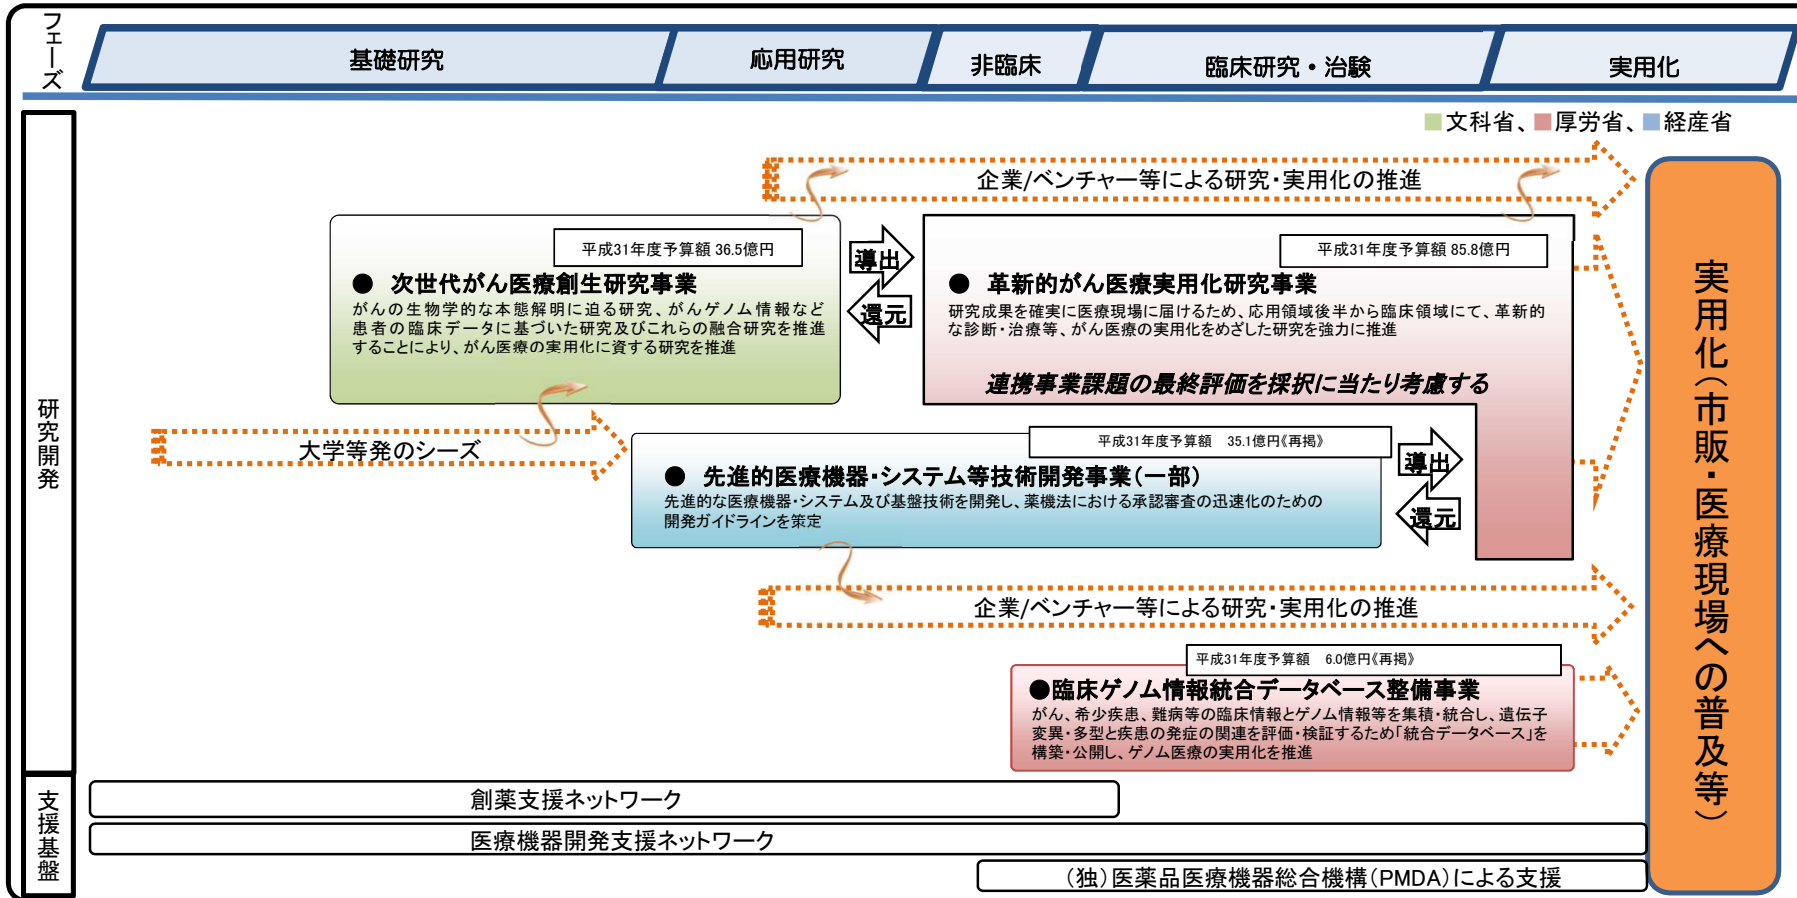 フェーズ
基礎研究
応用研究
非臨床
臨床研究・治験
実用化
■文科省、■厚労省、■経産省
研究開発
企業/ベンチャー等による研究・実用化の推進
平成31年度予算額 36.5億円
● 次世代がん医療創生研究事業
がんの生物学的な本態解明に迫る研究、がんゲノム情報など
患者の臨床データに基づいた研究及びこれらの融合研究を推進
することにより、がん医療の実用化に資する研究を推進
導出
還元
平成31年度予算額 85.8億円
● 革新的がん医療実用化研究事業
研究成果を確実に医療現場に届けるため、応用領域後半から臨床領域にて、革新的
な診断・治療等、がん医療の実用化をめざした研究を強力に推進
連携事業課題の最終評価を採択に当たり考慮する
大学等発のシーズ
平成31年度予算額　35.1億円《再掲》
● 先進的医療機器・システム等技術開発事業(一部)
先進的な医療機器・システム及び基盤技術を開発し、薬機法における承認審査の迅速化のための
開発ガイドラインを策定
導出
還元
企業/ベンチャー等による研究・実用化の推進
平成31年度予算額　6.0億円《再掲》
●臨床ゲノム情報統合データベース整備事業
がん、希少疾患、難病等の臨床情報とゲノム情報等を集積・統合し、遺伝子
変異・多型と疾患の発症の関連を評価・検証するため「統合データベース」を
構築・公開し、ゲノム医療の実用化を推進
実用化(市販・医療現場への普及等)
支援基盤
創薬支援ネットワーク
医療機器開発支援ネットワーク
(独)医薬品医療機器総合機構(PMDA)による支援